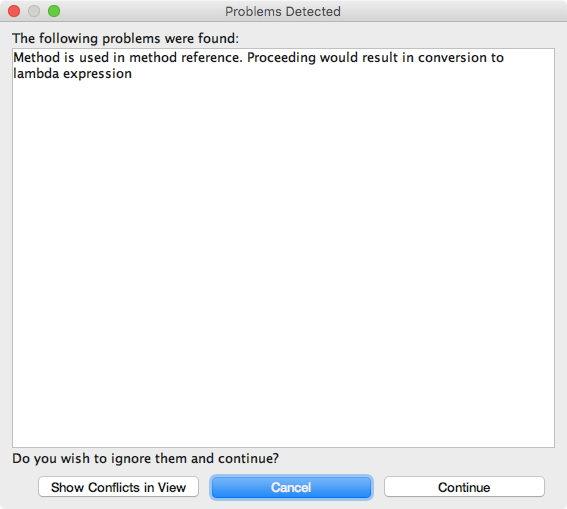 Problems Detected
The following problems were found:
Method is used in method reference. Proceeding would result in conversion to
lambda expression
Do you wish to ignore them and continue?
Show Conflicts in View
Cancel
Continue